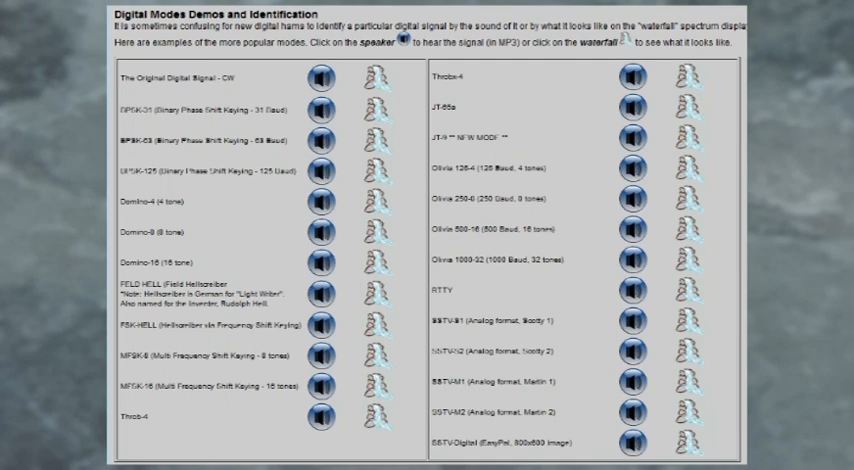 Digital Modes Demos and Identification
It is sometimes confusing for new digital hams to identify a particular digital signal by the sound of it or by what it looks like on the "waterfall" spectrum
Here are examples of the more popular modes. Click on the speaker to hear the signal (in MP3) or click on the waterfall to see what it looks like.
The Original Digital Signal - CW
BPSK-31 (Binary Phase Shift Keying - 31 Baud)
BPSK-63 (Binary Phase Shift Keying - 63 Baud)
BPSK-125 (Binary Phase Shift Keying - 125 Baud)
Domino-4 (4 tone)
Domino-8 (8 tone)
Domino-16 (16 tone)
FELD HELL (Field Hellscreiber
*Note: Hellscreiber is German for "Light Writer".
Also named for the Inventer, Rudolph Hell.
FSK-HELL (Hellscreiber via Frequency Shift Keying)
MFSK-8 (Multi Frequency Shift Keying - 8 tones)
MFSK-16 (Multi Frequency Shift Keying - 16 tones)
Throb-4
Throbx-4
JT-65a
JT-9 ** NEW MODE **
Olivia 125-4 (125 Baud, 4 tones)
Olivia 250-8 (250 Baud, 8 tones)
Olivia 500-16 (500 Baud, 16 tones)
Olivia 1000-32 (1000 Baud, 32 tones)
RTTY
SSTV-S1 (Analog format, Scotty 1)
SSTV-S2 (Analog format, Scotty 2)
SSTV-M1 (Analog format, Martin 1)
SSTV-M2 (Analog format, Martin 2)
SSTV-Digital (EasyPal, 800x600 image)